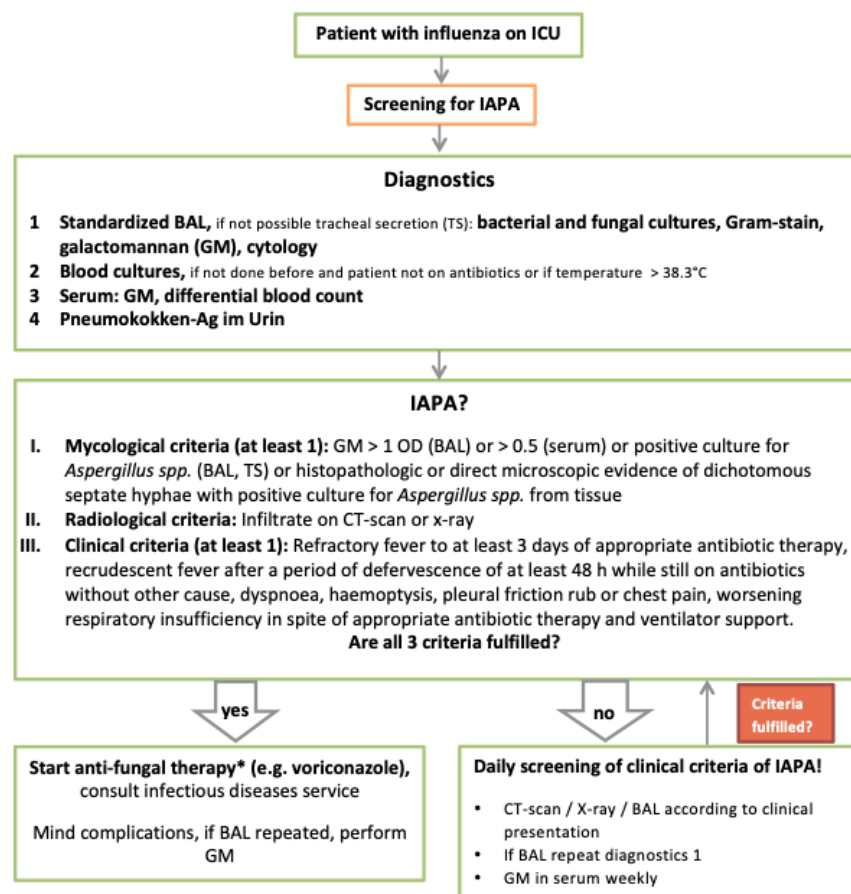 Patient with influenza on ICU
Screening for IAPA
Diagnostics
1 Standardized BAL, if not possible tracheal secretion (TS): bacterial and fungal cultures, Gram-stain,
galactomannan (GM), cytology
2 Blood cultures, if not done before and patient not on antibiotics or if temperature > 38.3°C
3 Serum: GM, differential blood count
4 Pneumokokken-Ag im Urin
IAPA?
I. Mycological criteria (at least 1): GM > 1 OD (BAL) or > 0.5 (serum) or positive culture for
Aspergillus spp. (BAL, TS) or histopathologic or direct microscopic evidence of dichotomous
septate hyphae with positive culture for Aspergillus spp. from tissue
II. Radiological criteria: Infiltrate on CT-scan or x-ray
III. Clinical criteria (at least 1): Refractory fever to at least 3 days of appropriate antibiotic therapy,
recrudescent fever after a period of defervescence of at least 48 h while still on antibiotics
without other cause, dyspnoea, haemoptysis, pleural friction rub or chest pain, worsening
respiratory insufficiency in spite of appropriate antibiotic therapy and ventilator support.
Are all 3 criteria fulfilled?
yes
no
Criteria
fulfilled?
Start anti-fungal therapy* (e.g. voriconazole),
consult infectious diseases service
Mind complications, if BAL repeated, perform
GM
Daily screening of clinical criteria of IAPA!
• CT-scan / X-ray / BAL according to clinical
presentation
• If BAL repeat diagnostics 1
• GM in serum weekly